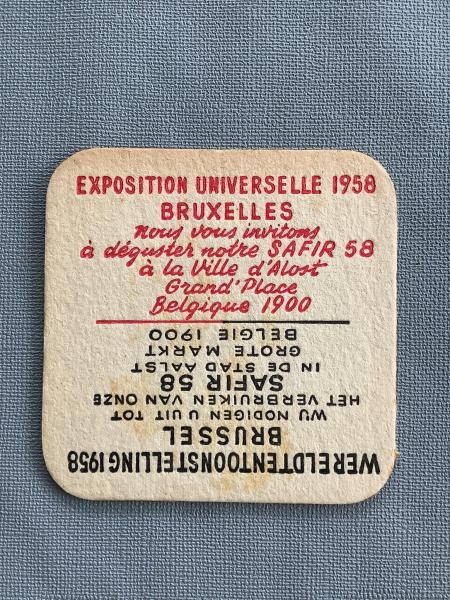 EXPOSITION UNIVERSELLE 1958
BRUXELLES
Nous vous invitons
à déguster notre SAFIR 58
à la Ville d'Alost
Grand'Place
Belgique 1900
WERELDTENTOONSTELLING 1958
BRUSSEL
WIJ NODIGEN U UIT TOT
HET VERBRUIKEN VAN ONZE
SAFIR 58
IN DE STAD AALST
GROTE MARKT
BELGIE 1900